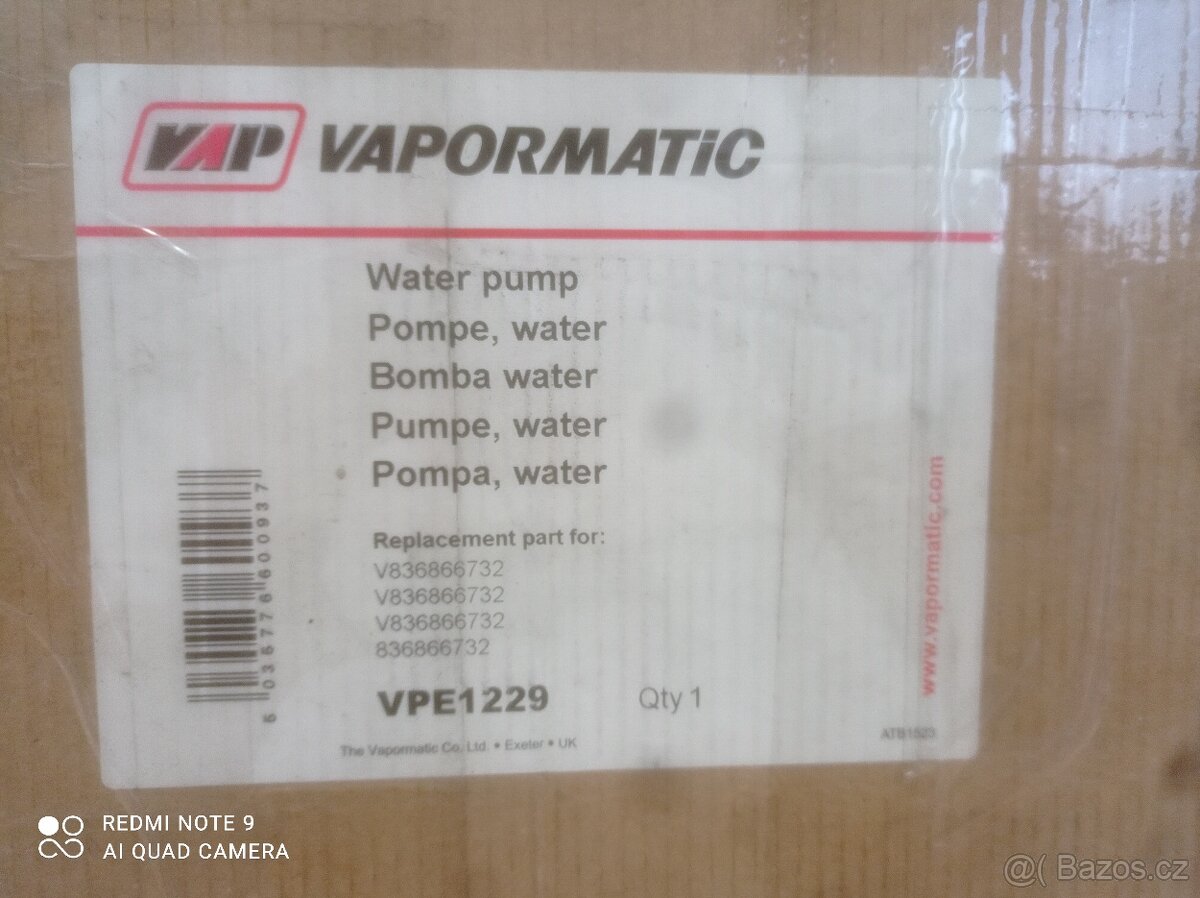 VAP VAPORMATiC
Water pump
Pompe, water
Bomba water
Pumpe, water
Pompa, water
Replacement part for:
V836866732
V836866732
V836866732
836866732
VPE1229 Qty 1
The Vapormatic Co. Ltd. • Exeter • UK
ATB1523
5035776600937
www.vapormatic.com
REDMI NOTE 9
AI QUAD CAMERA
@( Bazos.cz